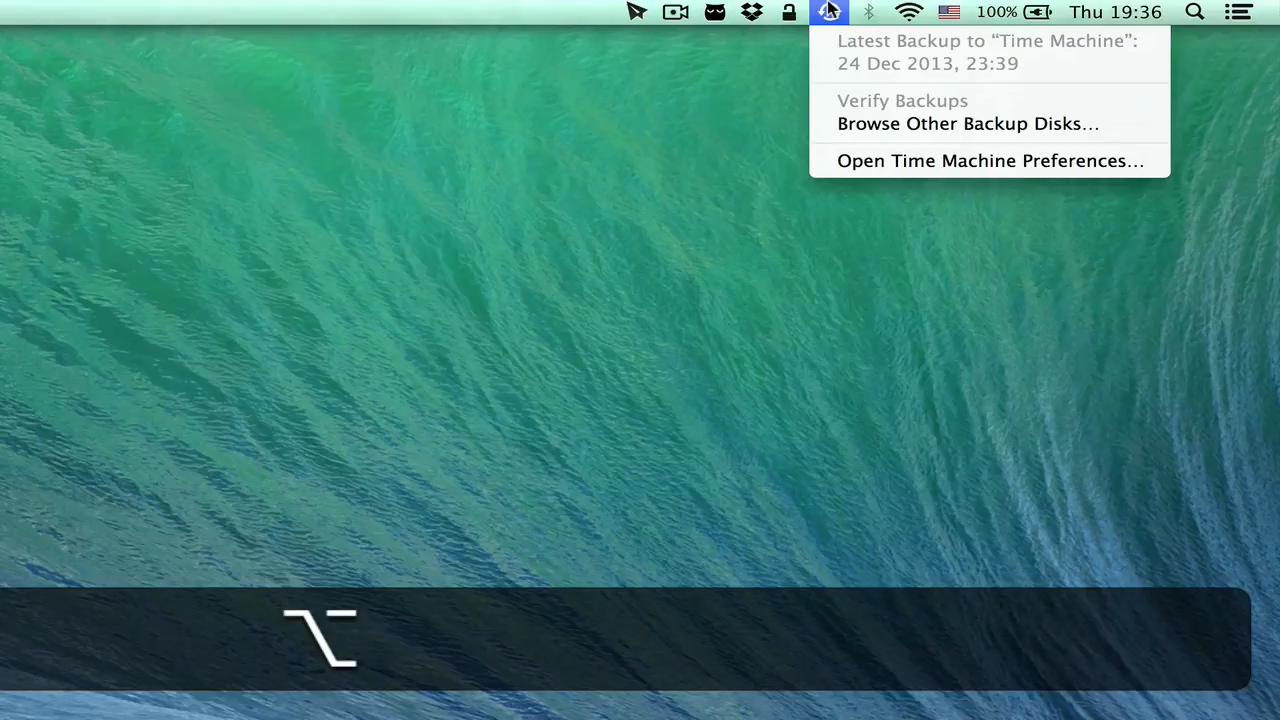 100% Thu 19:36
Latest Backup to “Time Machine”:
24 Dec 2013, 23:39
Verify Backups
Browse Other Backup Disks…
Open Time Machine Preferences…
⌥